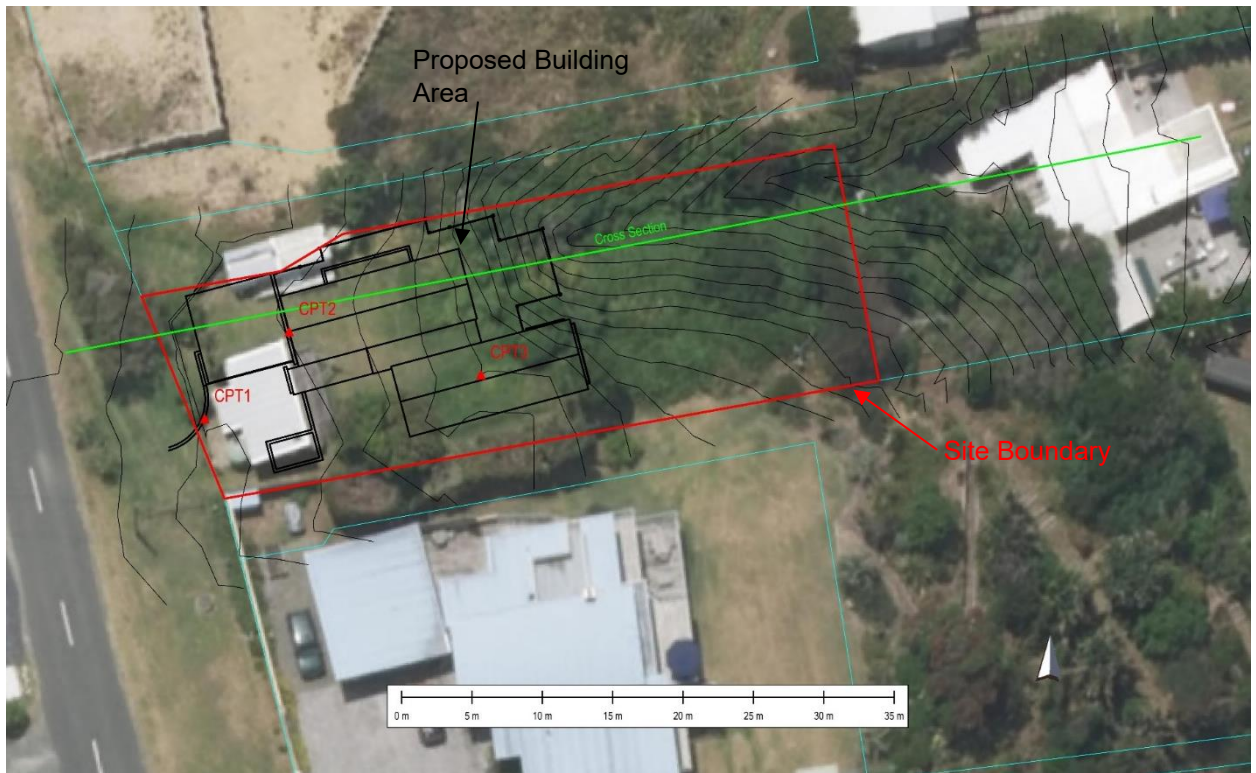 Proposed Building
Area
Cross Section
CPT2
CPT3
CPT1
Site Boundary
0 m 5 m 10 m 15 m 20 m 25 m 30 m 35 m